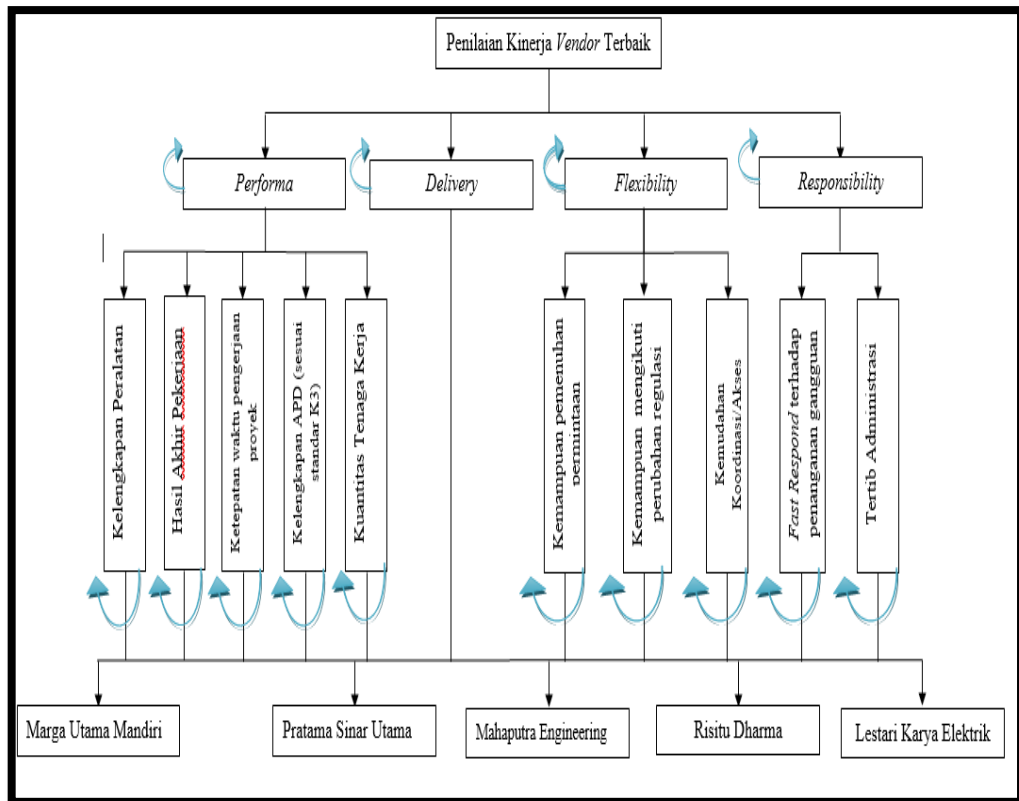 Penilaian Kinerja Vendor Terbaik
Performa
Delivery
Flexibility
Responsibility
Kelengkapan Peralatan
Hasil Akhir Pekerjaan
Ketepatan waktu pengerjaan
proyek
Kelengkapan APD (sesuai
standar K3)
Kuantitas Tenaga Kerja
Kemampuan pemenuhan
permintaan
Kemampuan mengikuti
perubahan regulasi
Kemudahan
Koordinasi/Akses
Fast Respond terhadap
penanganan gangguan
Tertib Administrasi
Marga Utama Mandiri
Pratama Sinar Utama
Mahaputra Engineering
Risitu Dharma
Lestari Karya Elektrik